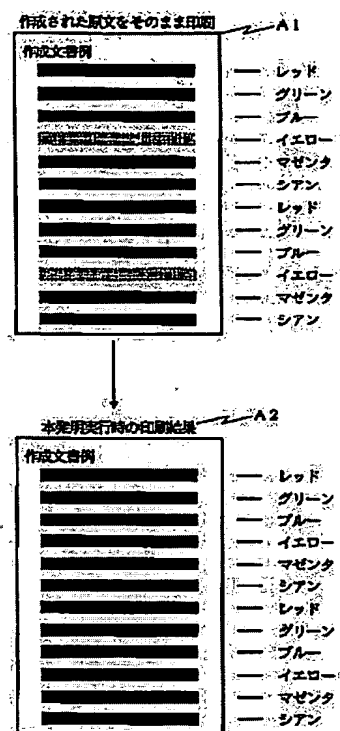 作成された原文をそのまま印刷
A1
作成文書例
レッド
グリーン
ブルー
イエロー
マゼンタ
シアン
レッド
グリーン
ブルー
イエロー
マゼンタ
シアン
本発明実行時の印刷結果
A2
作成文書例
レッド
グリーン
ブルー
イエロー
マゼンタ
シアン
レッド
グリーン
ブルー
イエロー
マゼンタ
シアン